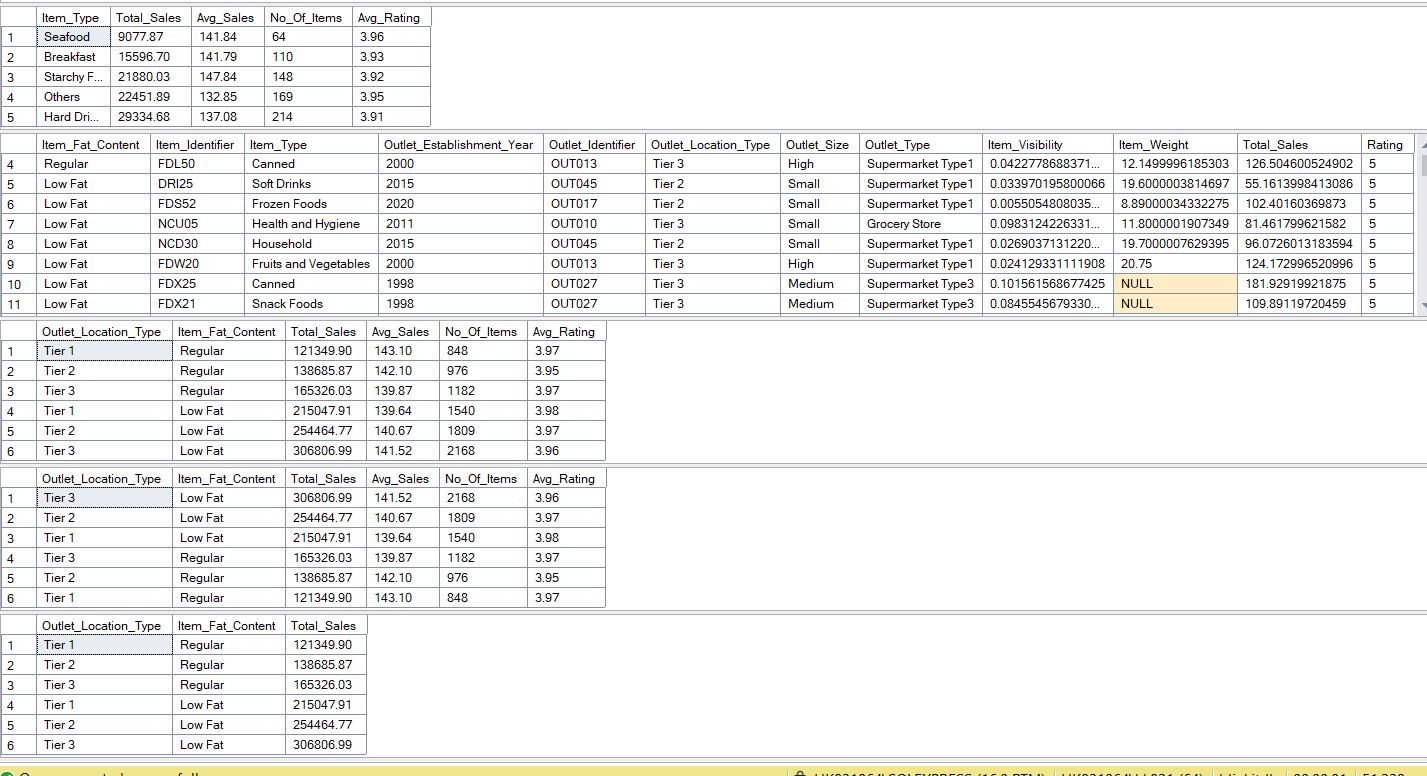 Item_Type Total_Sales Avg_Sales No_Of_Items Avg_Rating
1 Seafood 9077.87 141.84 64 3.96
2 Breakfast 15596.70 141.79 110 3.93
3 Starchy F... 21880.03 147.84 148 3.92
4 Others 22451.89 132.85 169 3.95
5 Hard Dri... 29334.68 137.08 214 3.91
Item_Fat_Content Item_Identifier Item_Type Outlet_Establishment_Year Outlet_Identifier Outlet_Location_Type Outlet_Size Outlet_Type Item_Visibility Item_Weight Total_Sales Rating
4 Regular FDL50 Canned 2000 OUT013 Tier 3 High Supermarket Type1 0.0422778688371... 12.1499996185303 126.504600524902 5
5 Low Fat DRI25 Soft Drinks 2015 OUT045 Tier 2 Small Supermarket Type1 0.033970195800066 19.6000003814697 55.1613998413086 5
6 Low Fat FDS52 Frozen Foods 2020 OUT017 Tier 2 Small Supermarket Type1 0.0055054808035... 8.89000034332275 102.40160369873 5
7 Low Fat NCU05 Health and Hygiene 2011 OUT010 Tier 3 Small Grocery Store 0.0983124226331... 11.8000001907349 81.461799621582 5
8 Low Fat NCD30 Household 2015 OUT045 Tier 2 Small Supermarket Type1 0.0269037131220... 19.7000007629395 96.0726013183594 5
9 Low Fat FDW20 Fruits and Vegetables 2000 OUT013 Tier 3 High Supermarket Type1 0.024129331111908 20.75 124.172996520996 5
10 Low Fat FDX25 Canned 1998 OUT027 Tier 3 Medium Supermarket Type3 0.101561568677425 NULL 181.92919921875 5
11 Low Fat FDX21 Snack Foods 1998 OUT027 Tier 3 Medium Supermarket Type3 0.0845545679330... NULL 109.89119720459 5
Outlet_Location_Type Item_Fat_Content Total_Sales Avg_Sales No_Of_Items Avg_Rating
1 Tier 1 Regular 121349.90 143.10 848 3.97
2 Tier 2 Regular 138685.87 142.10 976 3.95
3 Tier 3 Regular 165326.03 139.87 1182 3.97
4 Tier 1 Low Fat 215047.91 139.64 1540 3.98
5 Tier 2 Low Fat 254464.77 140.67 1809 3.97
6 Tier 3 Low Fat 306806.99 141.52 2168 3.96
Outlet_Location_Type Item_Fat_Content Total_Sales Avg_Sales No_Of_Items Avg_Rating
1 Tier 3 Low Fat 306806.99 141.52 2168 3.96
2 Tier 2 Low Fat 254464.77 140.67 1809 3.97
3 Tier 1 Low Fat 215047.91 139.64 1540 3.98
4 Tier 3 Regular 165326.03 139.87 1182 3.97
5 Tier 2 Regular 138685.87 142.10 976 3.95
6 Tier 1 Regular 121349.90 143.10 848 3.97
Outlet_Location_Type Item_Fat_Content Total_Sales
1 Tier 1 Regular 121349.90
2 Tier 2 Regular 138685.87
3 Tier 3 Regular 165326.03
4 Tier 1 Low Fat 215047.91
5 Tier 2 Low Fat 254464.77
6 Tier 3 Low Fat 306806.99